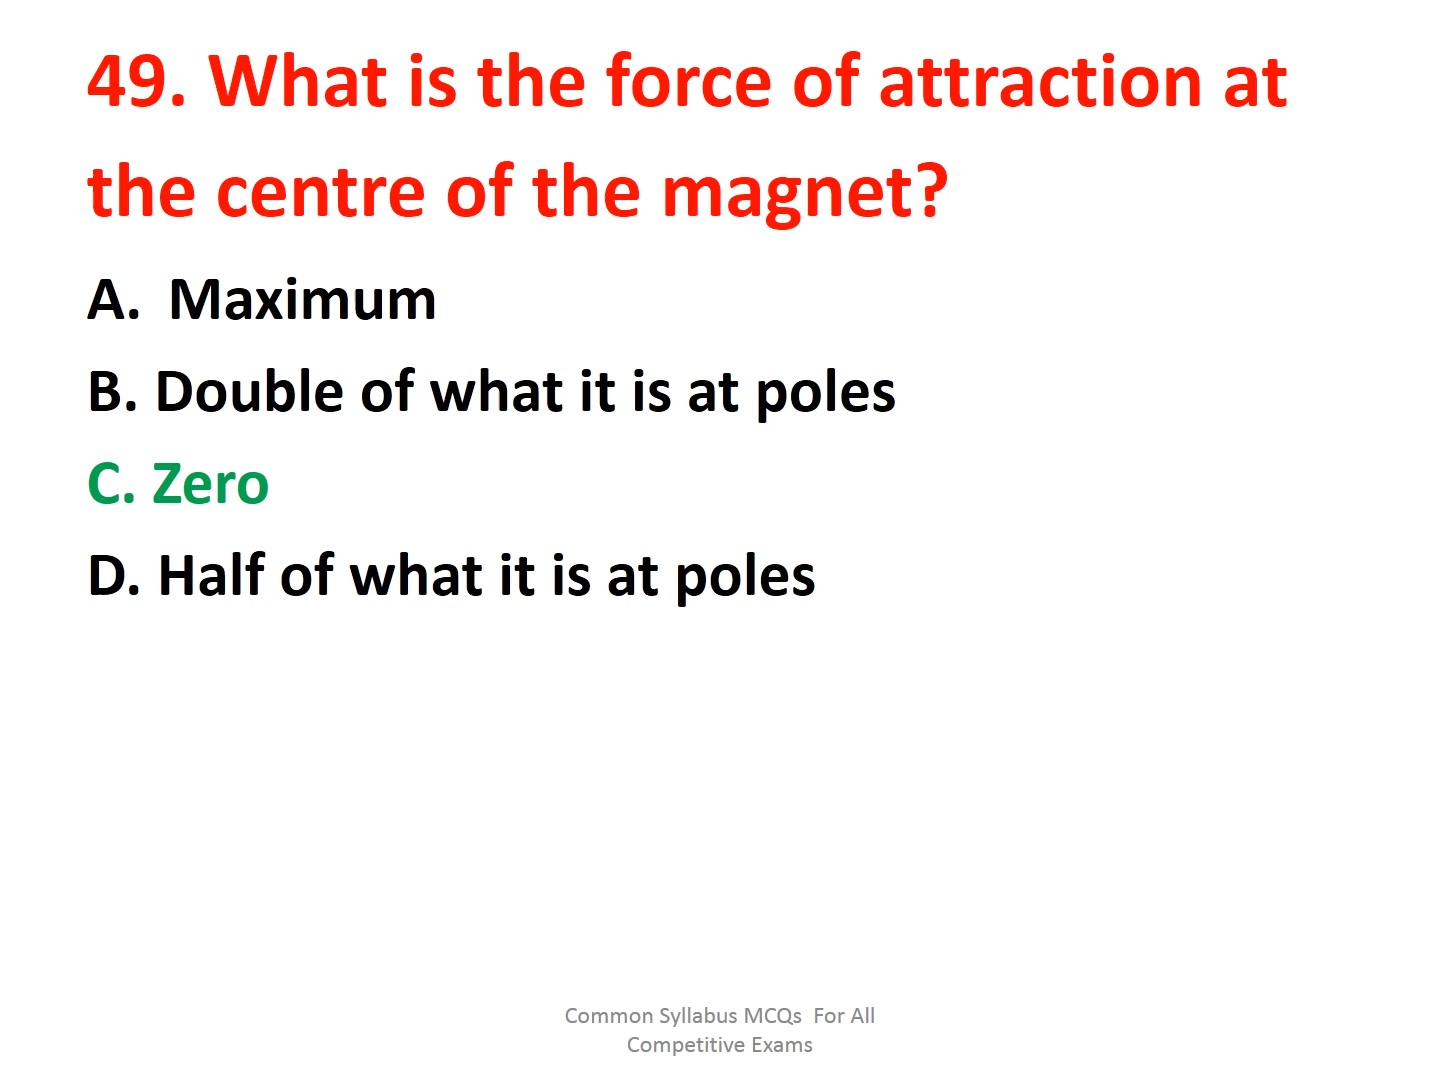 49. What is the force of attraction at
the centre of the magnet?
A. Maximum
B. Double of what it is at poles
C. Zero
D. Half of what it is at poles
Common Syllabus MCQs For All
Competitive Exams